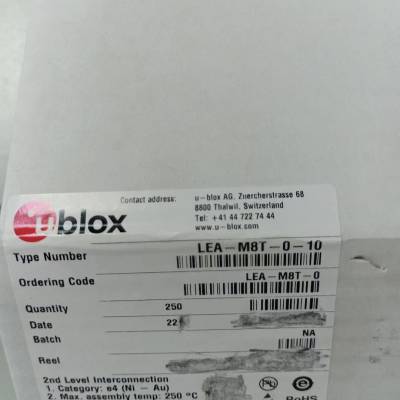 Contact address: u-blox AG, Zuercherstrasse 68
8800 Thalwil, Switzerland
Tel: +41 44 722 74 44
www.u-blox.com
ublox
Type Number LEA-M8T-0-10
Ordering Code LEA-M8T-0
Quantity 250
Date 22
Batch NA
Reel
2nd Level Interconnection
1. Category: e4 (Ni - Au)
2. Max. assembly temp: 250 °C
RoHS